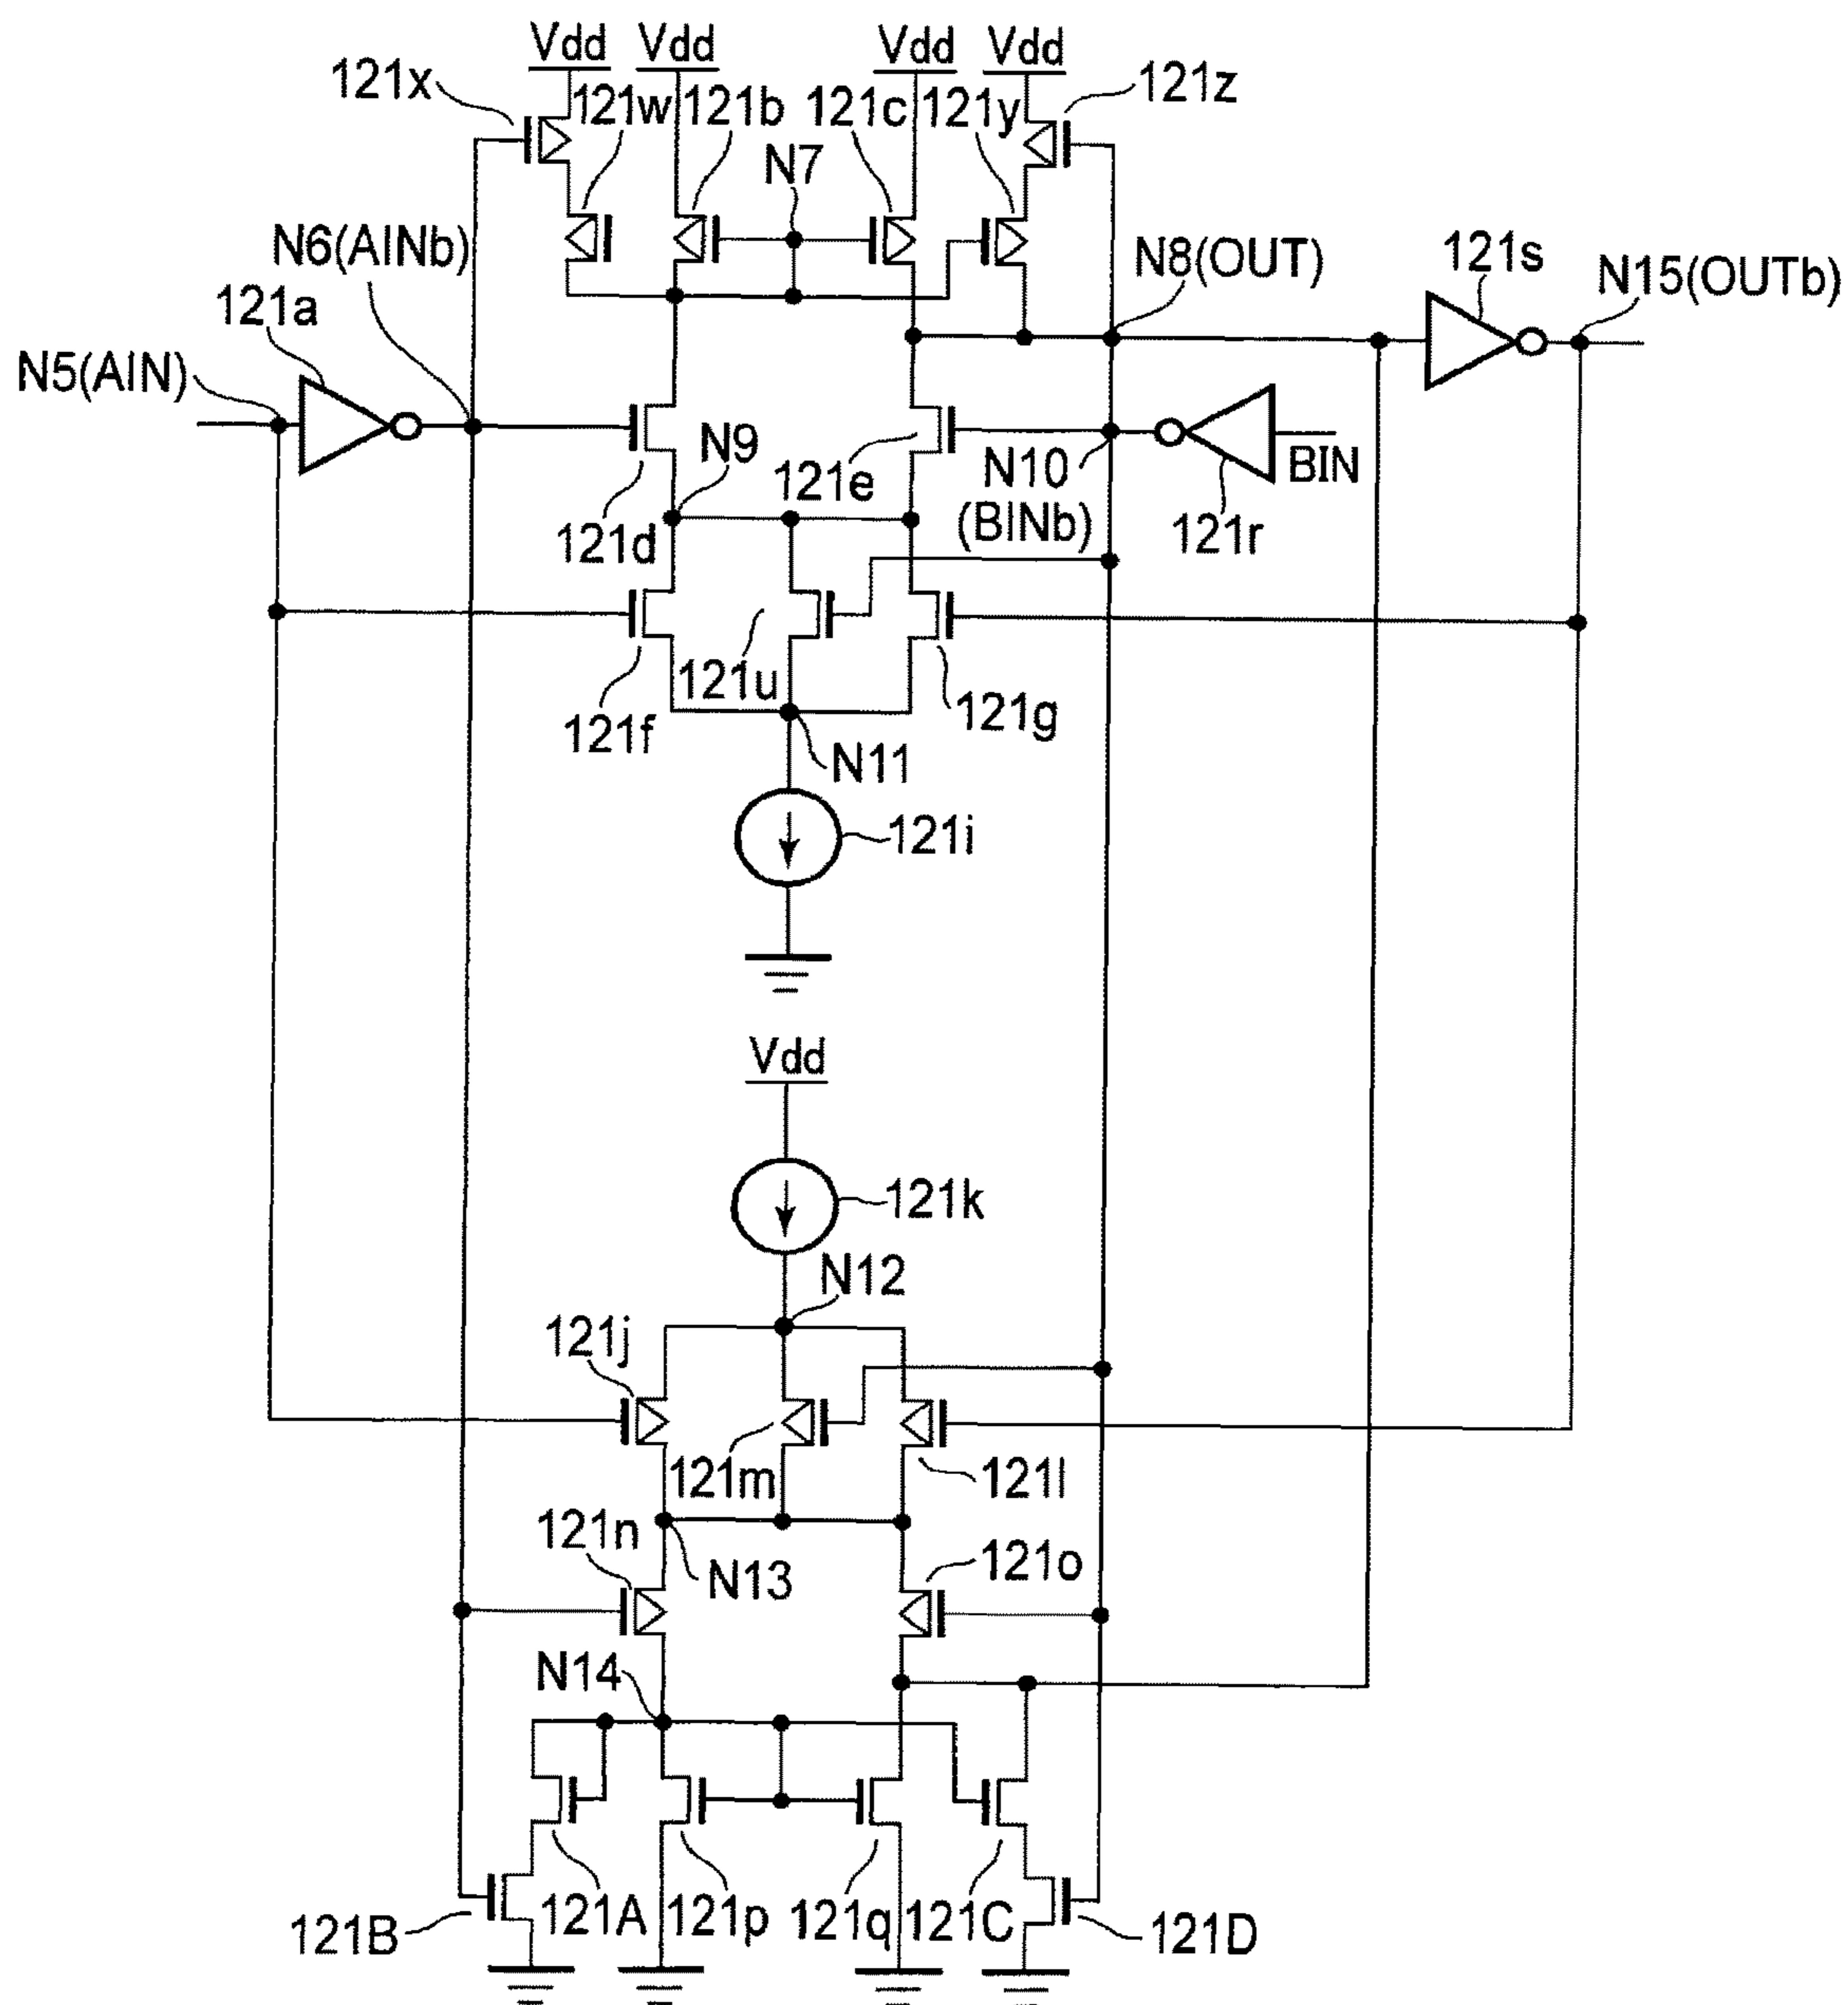 Vdd Vdd Vdd Vdd
121x 121w 121b 121c 121y 121z
N7
N6(AINb) N8(OUT) 121s N15(OUTb)
121a
N5(AIN)
N9 121e N10 BIN
(BINb)
121d 121r
121u
121f 121g
N11
121i
Vdd
121k
N12
121j
121m 121l
121n
N13 121o
N14
121B 121A 121p 121q 121C 121D